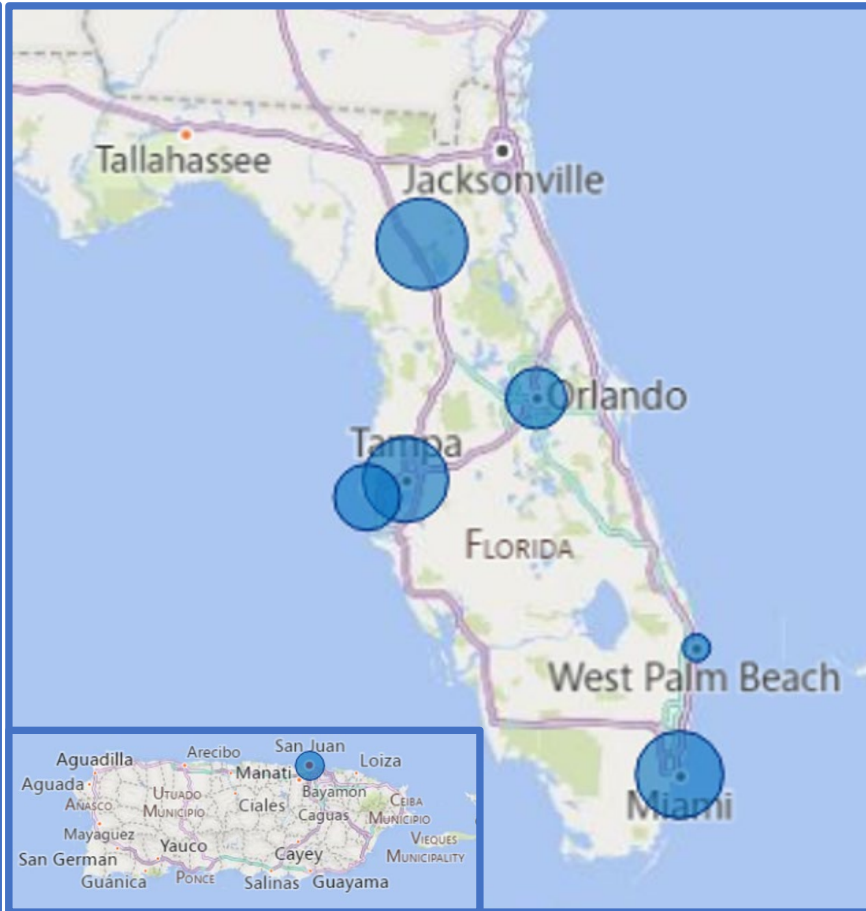 Tallahassee
Jacksonville
Orlando
Tampa
FLORIDA
West Palm Beach
Miami
Aguadilla
Arecibo
San Juan
Loiza
Aguada
Manati
Bayamon
AÑASCO
UTUADO
MUNICIPIO
Ciales
Caguas
CEIBA
MUNICIPIO
Mayaguez
Yauco
Cayey
VIEQUES
MUNICIPALITY
San German
Guánica
PONCE
Salinas
Guayama